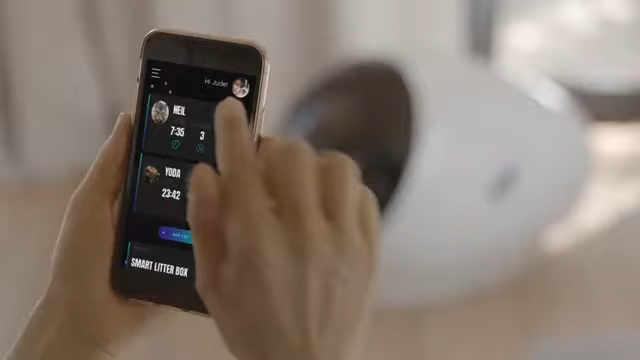 Hi Jude!
NEIL
7:35 3
YODA
23:42
SMART LITTER BOX